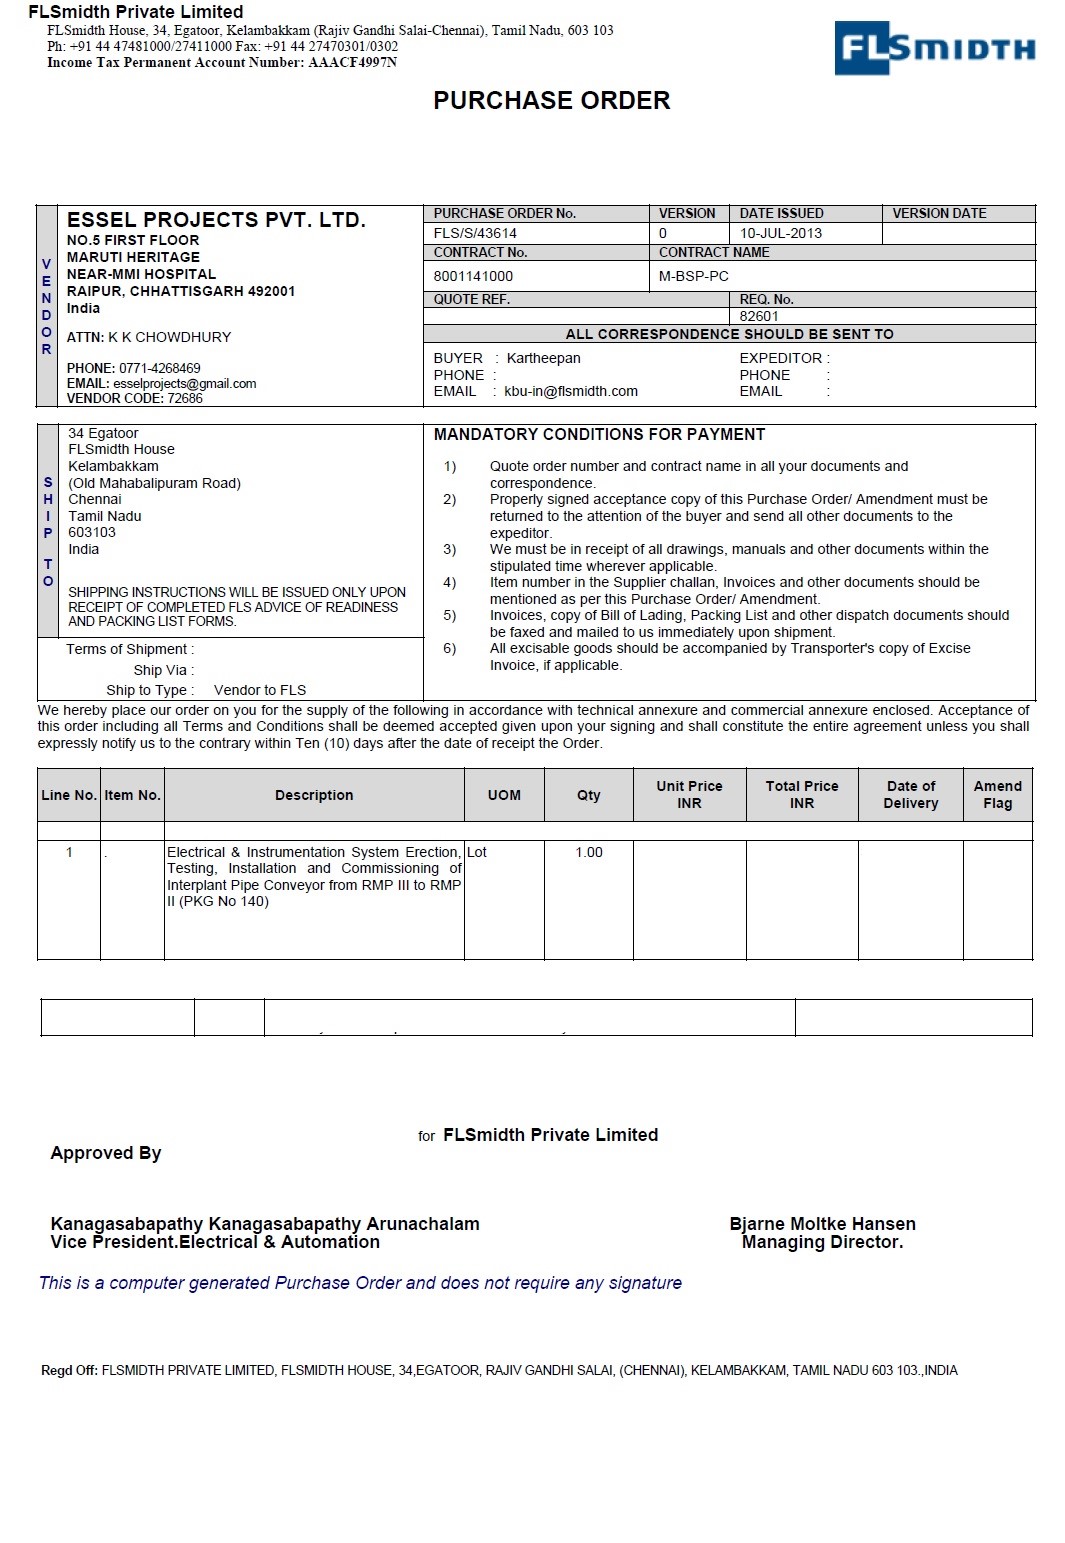 FLSmidth Private Limited
FLSmidth House, 34, Egatoor, Kelambakkam (Rajiv Gandhi Salai-Chennai), Tamil Nadu, 603 103
Ph: +91 44 47481000/27411000 Fax: +91 44 27470301/0302
Income Tax Permanent Account Number: AAACF4997N
FLSMIDTH
PURCHASE ORDER
VENDOR
ESSEL PROJECTS PVT. LTD.
NO.5 FIRST FLOOR
MARUTI HERITAGE
NEAR-MMI HOSPITAL
RAIPUR, CHHATTISGARH 492001
India
ATTN: K K CHOWDHURY
PHONE: 0771-4268469
EMAIL: esselprojects@gmail.com
VENDOR CODE: 72686
PURCHASE ORDER No. VERSION DATE ISSUED VERSION DATE
FLS/S/43614 0 10-JUL-2013
CONTRACT No. CONTRACT NAME
8001141000 M-BSP-PC
QUOTE REF. REQ. No.
82601
ALL CORRESPONDENCE SHOULD BE SENT TO
BUYER : Kartheepan EXPEDITOR :
PHONE : PHONE :
EMAIL : kbu-in@flsmidth.com EMAIL :
SHIP TO
34 Egatoor
FLSmidth House
Kelambakkam
(Old Mahabalipuram Road)
Chennai
Tamil Nadu
603103
India
SHIPPING INSTRUCTIONS WILL BE ISSUED ONLY UPON
RECEIPT OF COMPLETED FLS ADVICE OF READINESS
AND PACKING LIST FORMS.
Terms of Shipment :
Ship Via :
Ship to Type : Vendor to FLS
MANDATORY CONDITIONS FOR PAYMENT
1) Quote order number and contract name in all your documents and
correspondence.
2) Properly signed acceptance copy of this Purchase Order/ Amendment must be
returned to the attention of the buyer and send all other documents to the
expeditor.
3) We must be in receipt of all drawings, manuals and other documents within the
stipulated time wherever applicable.
4) Item number in the Supplier challan, Invoices and other documents should be
mentioned as per this Purchase Order/ Amendment.
5) Invoices, copy of Bill of Lading, Packing List and other dispatch documents should
be faxed and mailed to us immediately upon shipment.
6) All excisable goods should be accompanied by Transporter's copy of Excise
Invoice, if applicable.
We hereby place our order on you for the supply of the following in accordance with technical annexure and commercial annexure enclosed. Acceptance of
this order including all Terms and Conditions shall be deemed accepted given upon your signing and shall constitute the entire agreement unless you shall
expressly notify us to the contrary within Ten (10) days after the date of receipt the Order.
Line No. Item No. Description UOM Qty Unit Price INR Total Price INR Date of Delivery Amend Flag
1 . Electrical & Instrumentation System Erection, Lot 1.00
Testing, Installation and Commissioning of
Interplant Pipe Conveyor from RMP III to RMP
II (PKG No 140)
for FLSmidth Private Limited
Approved By
Kanagasabapathy Kanagasabapathy Arunachalam Bjarne Moltke Hansen
Vice President.Electrical & Automation Managing Director.
This is a computer generated Purchase Order and does not require any signature
Regd Off: FLSMIDTH PRIVATE LIMITED, FLSMIDTH HOUSE, 34,EGATOOR, RAJIV GANDHI SALAI, (CHENNAI), KELAMBAKKAM, TAMIL NADU 603 103.,INDIA